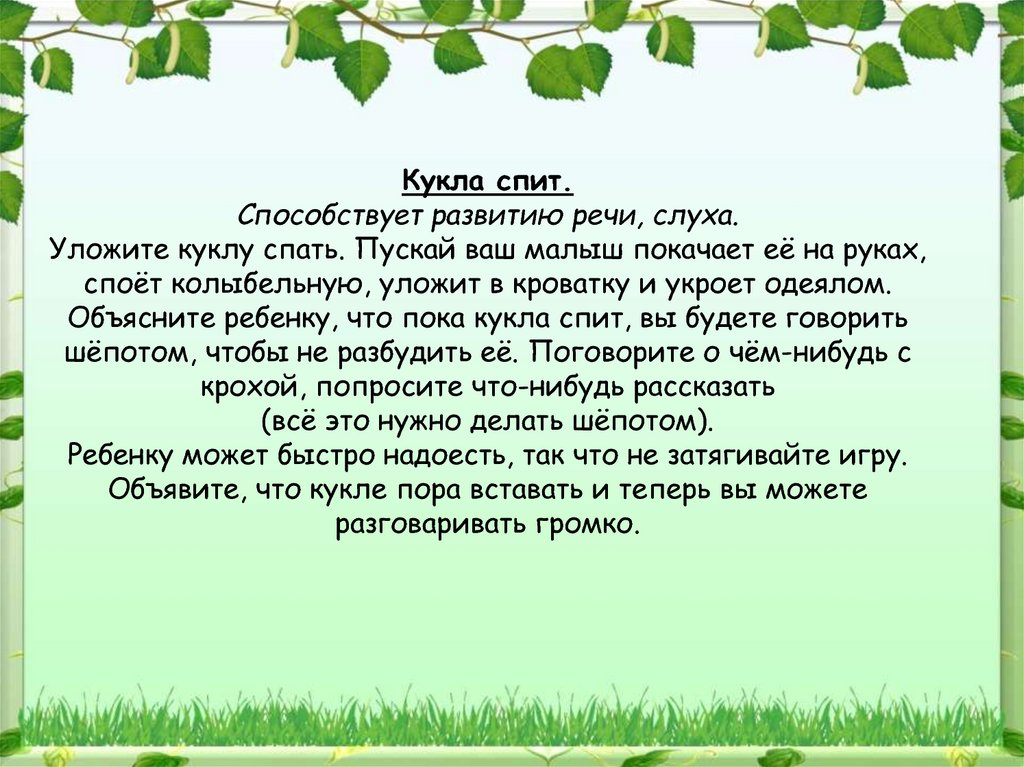 Кукла спит.
Способствует развитию речи, слуха.
Уложите куклу спать. Пускай ваш малыш покачает её на руках,
споёт колыбельную, уложит в кроватку и укроет одеялом.
Объясните ребенку, что пока кукла спит, вы будете говорить
шёпотом, чтобы не разбудить её. Поговорите о чём-нибудь с
крохой, попросите что-нибудь рассказать
(всё это нужно делать шёпотом).
Ребенку может быстро надоесть, так что не затягивайте игру.
Объявите, что кукле пора вставать и теперь вы можете
разговаривать громко.